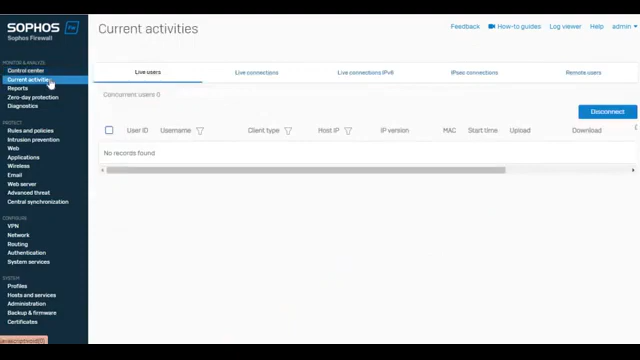 SOPHOS Fw
Sophos Firewall
Current activities
Feedback How-to guides Log viewer Help admin
MONITOR & ANALYZE
Control center
Current activities
Reports
Zero-day protection
Diagnostics
PROTECT
Rules and policies
Intrusion prevention
Web
Applications
Wireless
Email
Web server
Advanced threat
Central synchronization
CONFIGURE
VPN
Network
Routing
Authentication
System services
SYSTEM
Profiles
Hosts and services
Administration
Backup & firmware
Certificates
javascript:void(0)
Live users Live connections Live connections IPv6 IPsec connections Remote users
Concurrent users 0
Disconnect
User ID Username Client type Host IP IP version MAC Start time Upload Download
No records found